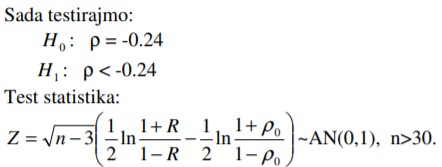 Sada testirajmo:
H₀: ρ = -0.24
H₁: ρ < -0.24
Test statistika:
Z = √(n−3) (1/2 ln (1+R)/(1−R) − 1/2 ln (1+ρ₀)/(1−ρ₀)) ~AN(0,1), n>30.